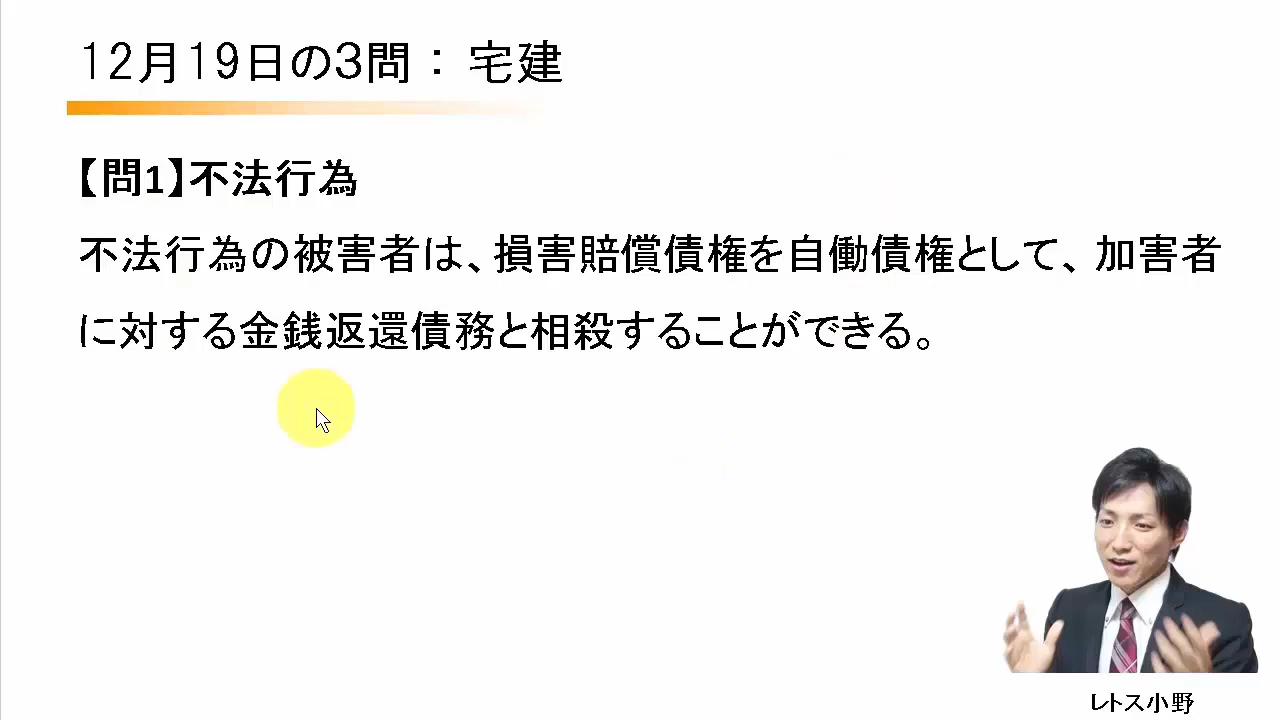 12月19日の3問： 宅建
【問1】不法行為
不法行為の被害者は、損害賠償債権を自働債権として、加害者
に対する金銭返還債務と相殺することができる。
レトス小野